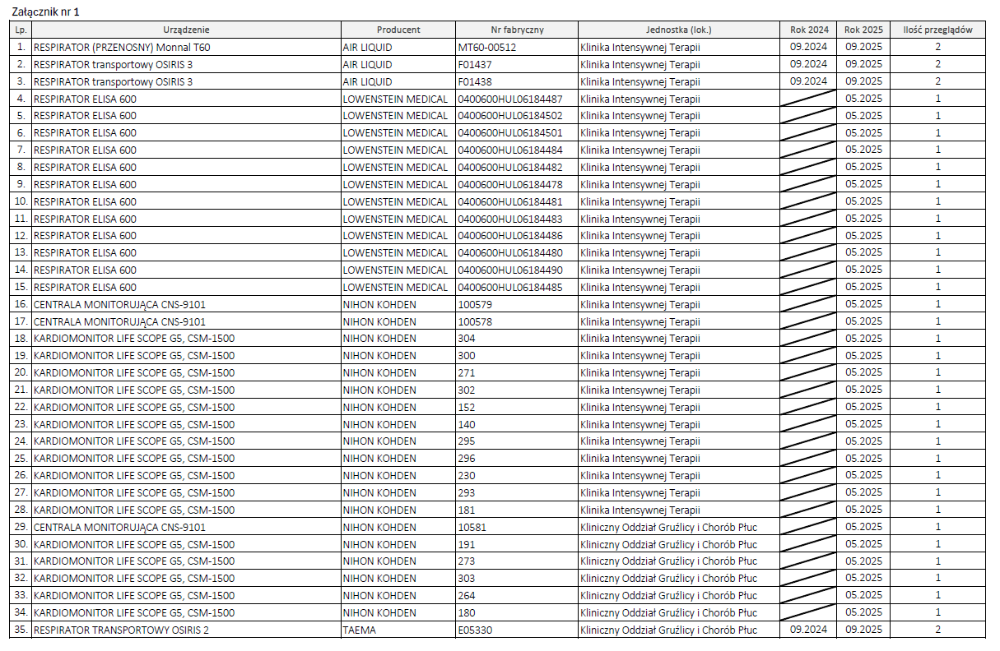 Załącznik nr 1
Lp. Urządzenie Producent Nr fabryczny Jednostka (lok.) Rok 2024 Rok 2025 Ilość przeglądów
1. RESPIRATOR (PRZENOSNY) Monnal T60 AIR LIQUID MT60-00512 Klinika Intensywnej Terapii 09.2024 09.2025 2
2. RESPIRATOR transportowy OSIRIS 3 AIR LIQUID F01437 Klinika Intensywnej Terapii 09.2024 09.2025 2
3. RESPIRATOR transportowy OSIRIS 3 AIR LIQUID F01438 Klinika Intensywnej Terapii 09.2024 09.2025 2
4. RESPIRATOR ELISA 600 LOWENSTEIN MEDICAL 0400600HUL06184487 Klinika Intensywnej Terapii 05.2025 1
5. RESPIRATOR ELISA 600 LOWENSTEIN MEDICAL 0400600HUL06184502 Klinika Intensywnej Terapii 05.2025 1
6. RESPIRATOR ELISA 600 LOWENSTEIN MEDICAL 0400600HUL06184501 Klinika Intensywnej Terapii 05.2025 1
7. RESPIRATOR ELISA 600 LOWENSTEIN MEDICAL 0400600HUL06184484 Klinika Intensywnej Terapii 05.2025 1
8. RESPIRATOR ELISA 600 LOWENSTEIN MEDICAL 0400600HUL06184482 Klinika Intensywnej Terapii 05.2025 1
9. RESPIRATOR ELISA 600 LOWENSTEIN MEDICAL 0400600HUL06184478 Klinika Intensywnej Terapii 05.2025 1
10. RESPIRATOR ELISA 600 LOWENSTEIN MEDICAL 0400600HUL06184481 Klinika Intensywnej Terapii 05.2025 1
11. RESPIRATOR ELISA 600 LOWENSTEIN MEDICAL 0400600HUL06184483 Klinika Intensywnej Terapii 05.2025 1
12. RESPIRATOR ELISA 600 LOWENSTEIN MEDICAL 0400600HUL06184486 Klinika Intensywnej Terapii 05.2025 1
13. RESPIRATOR ELISA 600 LOWENSTEIN MEDICAL 0400600HUL06184480 Klinika Intensywnej Terapii 05.2025 1
14. RESPIRATOR ELISA 600 LOWENSTEIN MEDICAL 0400600HUL06184490 Klinika Intensywnej Terapii 05.2025 1
15. RESPIRATOR ELISA 600 LOWENSTEIN MEDICAL 0400600HUL06184485 Klinika Intensywnej Terapii 05.2025 1
16. CENTRALA MONITORUJĄCA CNS-9101 NIHON KOHDEN 100579 Klinika Intensywnej Terapii 05.2025 1
17. CENTRALA MONITORUJĄCA CNS-9101 NIHON KOHDEN 100578 Klinika Intensywnej Terapii 05.2025 1
18. KARDIOMONITOR LIFE SCOPE G5, CSM-1500 NIHON KOHDEN 304 Klinika Intensywnej Terapii 05.2025 1
19. KARDIOMONITOR LIFE SCOPE G5, CSM-1500 NIHON KOHDEN 300 Klinika Intensywnej Terapii 05.2025 1
20. KARDIOMONITOR LIFE SCOPE G5, CSM-1500 NIHON KOHDEN 271 Klinika Intensywnej Terapii 05.2025 1
21. KARDIOMONITOR LIFE SCOPE G5, CSM-1500 NIHON KOHDEN 302 Klinika Intensywnej Terapii 05.2025 1
22. KARDIOMONITOR LIFE SCOPE G5, CSM-1500 NIHON KOHDEN 152 Klinika Intensywnej Terapii 05.2025 1
23. KARDIOMONITOR LIFE SCOPE G5, CSM-1500 NIHON KOHDEN 140 Klinika Intensywnej Terapii 05.2025 1
24. KARDIOMONITOR LIFE SCOPE G5, CSM-1500 NIHON KOHDEN 295 Klinika Intensywnej Terapii 05.2025 1
25. KARDIOMONITOR LIFE SCOPE G5, CSM-1500 NIHON KOHDEN 296 Klinika Intensywnej Terapii 05.2025 1
26. KARDIOMONITOR LIFE SCOPE G5, CSM-1500 NIHON KOHDEN 230 Klinika Intensywnej Terapii 05.2025 1
27. KARDIOMONITOR LIFE SCOPE G5, CSM-1500 NIHON KOHDEN 293 Klinika Intensywnej Terapii 05.2025 1
28. KARDIOMONITOR LIFE SCOPE G5, CSM-1500 NIHON KOHDEN 181 Klinika Intensywnej Terapii 05.2025 1
29. CENTRALA MONITORUJĄCA CNS-9101 NIHON KOHDEN 10581 Kliniczny Oddział Gruźlicy i Chorób Płuc 05.2025 1
30. KARDIOMONITOR LIFE SCOPE G5, CSM-1500 NIHON KOHDEN 191 Kliniczny Oddział Gruźlicy i Chorób Płuc 05.2025 1
31. KARDIOMONITOR LIFE SCOPE G5, CSM-1500 NIHON KOHDEN 273 Kliniczny Oddział Gruźlicy i Chorób Płuc 05.2025 1
32. KARDIOMONITOR LIFE SCOPE G5, CSM-1500 NIHON KOHDEN 303 Kliniczny Oddział Gruźlicy i Chorób Płuc 05.2025 1
33. KARDIOMONITOR LIFE SCOPE G5, CSM-1500 NIHON KOHDEN 264 Kliniczny Oddział Gruźlicy i Chorób Płuc 05.2025 1
34. KARDIOMONITOR LIFE SCOPE G5, CSM-1500 NIHON KOHDEN 180 Kliniczny Oddział Gruźlicy i Chorób Płuc 05.2025 1
35. RESPIRATOR TRANSPORTOWY OSIRIS 2 TAEMA E05330 Kliniczny Oddział Gruźlicy i Chorób Płuc 09.2024 09.2025 2